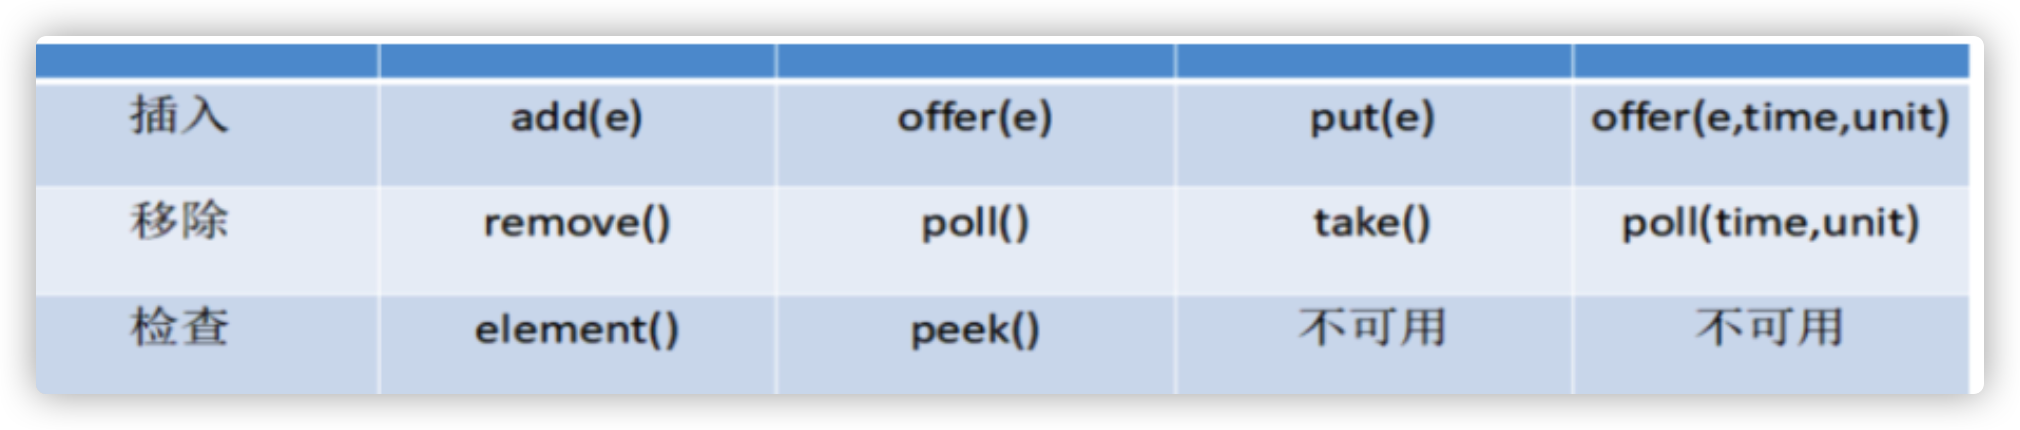 插入 add(e) offer(e) put(e) offer(e,time,unit)
移除 remove() poll() take() poll(time,unit)
检查 element() peek() 不可用 不可用